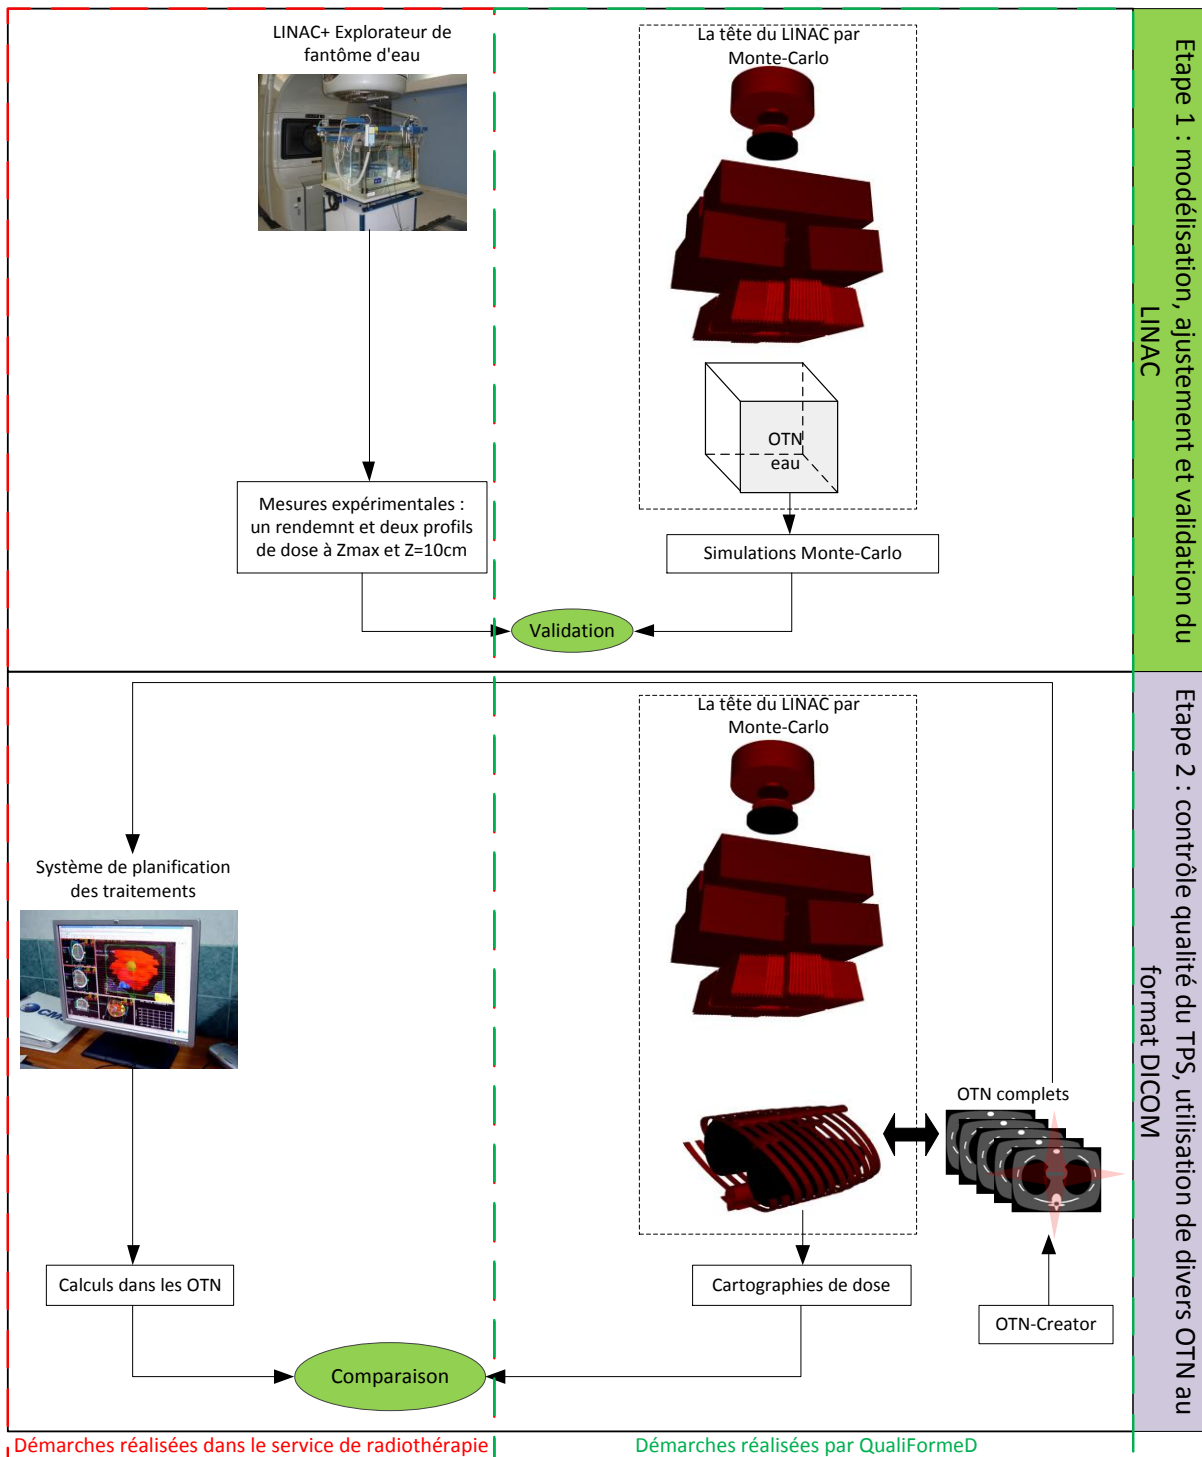 LINAC+ Explorateur de
fantôme d'eau
La tête du LINAC par
Monte-Carlo
OTN
eau
Mesures expérimentales :
un rendemnt et deux profils
de dose à Zmax et Z=10cm
Simulations Monte-Carlo
Validation
Etape 1 : modélisation, ajustement et validation du
LINAC
La tête du LINAC par
Monte-Carlo
Système de planification
des traitements
CMS
OTN complets
Calculs dans les OTN
Cartographies de dose
OTN-Creator
Comparaison
Etape 2 : contrôle qualité du TPS, utilisation de divers OTN au
format DICOM
Démarches réalisées dans le service de radiothérapie
Démarches réalisées par QualiFormeD